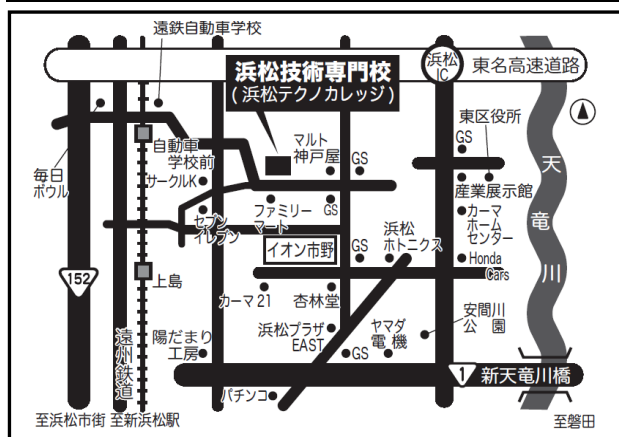 遠鉄自動車学校
浜松
IC
東名高速道路
浜松技術専門校
(浜松テクノカレッジ)
毎日
ボウル
自動車
学校前
サークルK
マルト
神戸屋
GS
GS
東区役所
産業展示館
天竜川
セブン
イレブン
ファミリー
マート
GS
浜松
ホトニクス
カーマ
ホーム
センター
イオン市野
GS
Honda
Cars
152
上島
カーマ21
杏林堂
安間川
公園
遠州鉄道
陽だまり
工房
浜松プラザ
EAST
GS
ヤマダ
電機
1
新天竜川橋
パチンコ
至浜松市街
至新浜松駅
至磐田